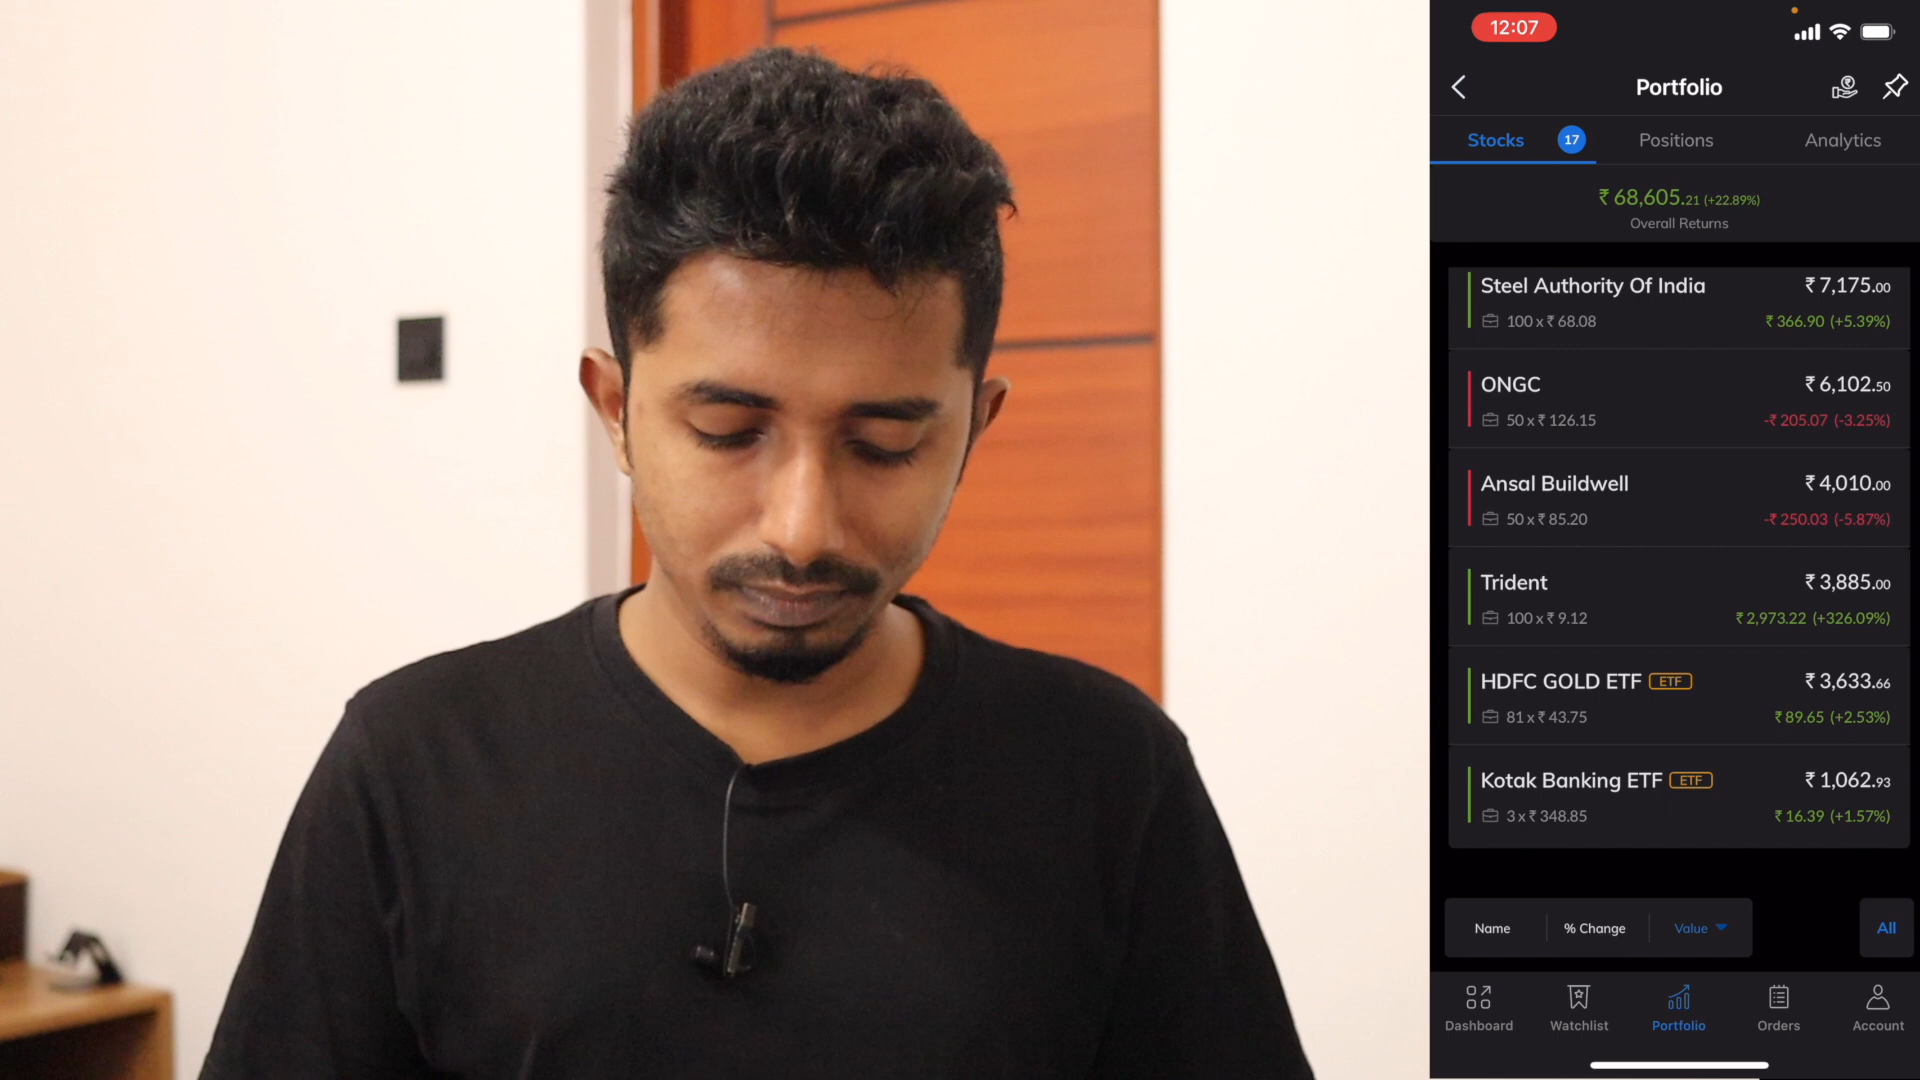 12:07
Portfolio
Stocks 17 Positions Analytics
₹ 68,605.21 (+22.89%)
Overall Returns
Steel Authority Of India ₹ 7,175.00
100 x ₹ 68.08 ₹ 366.90 (+5.39%)
ONGC ₹ 6,102.50
50 x ₹ 126.15 -₹ 205.07 (-3.25%)
Ansal Buildwell ₹ 4,010.00
50 x ₹ 85.20 -₹ 250.03 (-5.87%)
Trident ₹ 3,885.00
100 x ₹ 9.12 ₹ 2,973.22 (+326.09%)
HDFC GOLD ETF ETF ₹ 3,633.66
81 x ₹ 43.75 ₹ 89.65 (+2.53%)
Kotak Banking ETF ETF ₹ 1,062.93
3 x ₹ 348.85 ₹ 16.39 (+1.57%)
Name % Change Value All
Dashboard Watchlist Portfolio Orders Account